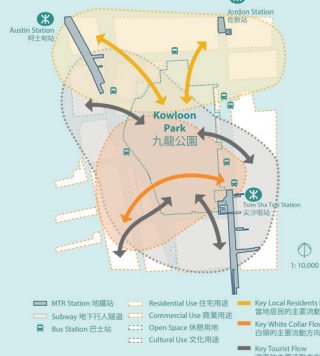 Jordon Station
佐敦站
Austin Station
柯士甸站
Kowloon
Park
九龍公園
Tsim Sha Tsui Station
尖沙咀站
1: 10,000
MTR Station 地鐵站
Subway 地下行人隧道
Bus Station 巴士站
Residential Use 住宅用途
Commercial Use 商業用途
Open Space 休憩用地
Cultural Use 文化用途
Key Local Residents
當地居民的主要流動
Key White Collar Flow
白領的主要流動方向
Key Tourist Flow